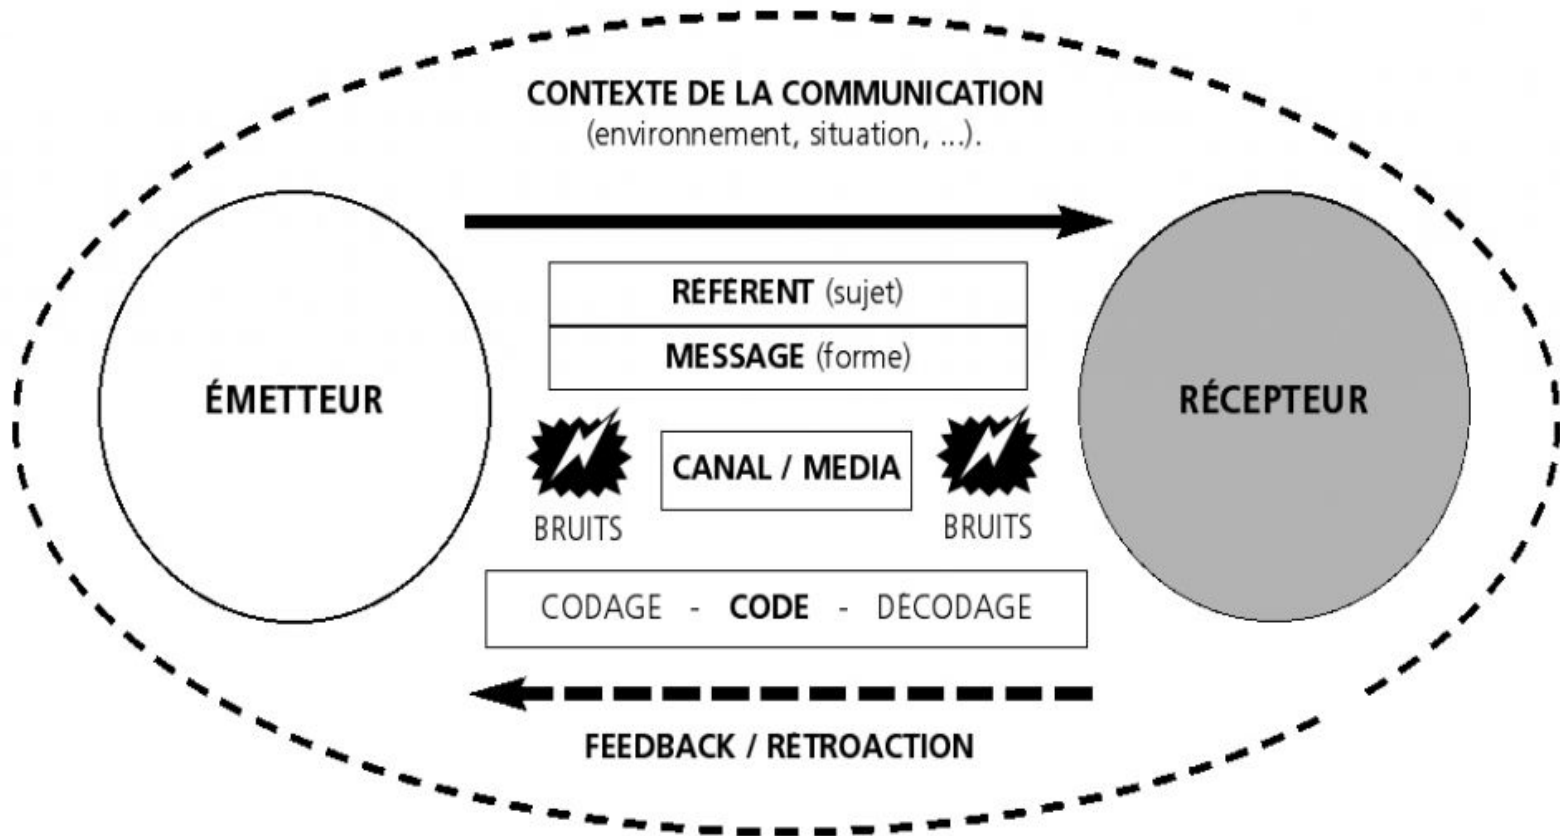 CONTEXTE DE LA COMMUNICATION
(environnement, situation, ...).
RÉFÉRENT (sujet)
MESSAGE (forme)
ÉMETTEUR
RÉCEPTEUR
CANAL / MEDIA
BRUITS
BRUITS
CODAGE - CODE - DÉCODAGE
FEEDBACK / RÉTROACTION